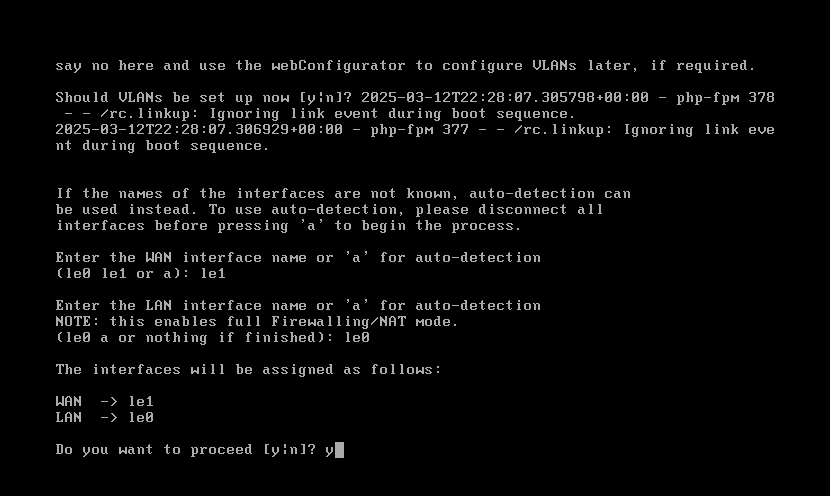 say no here and use the webConfigurator to configure VLANs later, if required.
Should VLANs be set up now [y|n]? 2025-03-12T22:28:07.305798+00:00 - php-fpm 378
 - - /rc.linkup: Ignoring link event during boot sequence.
2025-03-12T22:28:07.306929+00:00 - php-fpm 377 - - /rc.linkup: Ignoring link eve
nt during boot sequence.
If the names of the interfaces are not known, auto-detection can
be used instead. To use auto-detection, please disconnect all
interfaces before pressing 'a' to begin the process.
Enter the WAN interface name or 'a' for auto-detection
(le0 le1 or a): le1
Enter the LAN interface name or 'a' for auto-detection
NOTE: this enables full Firewalling/NAT mode.
(le0 a or nothing if finished): le0
The interfaces will be assigned as follows:
WAN  -> le1
LAN  -> le0
Do you want to proceed [y|n]? y